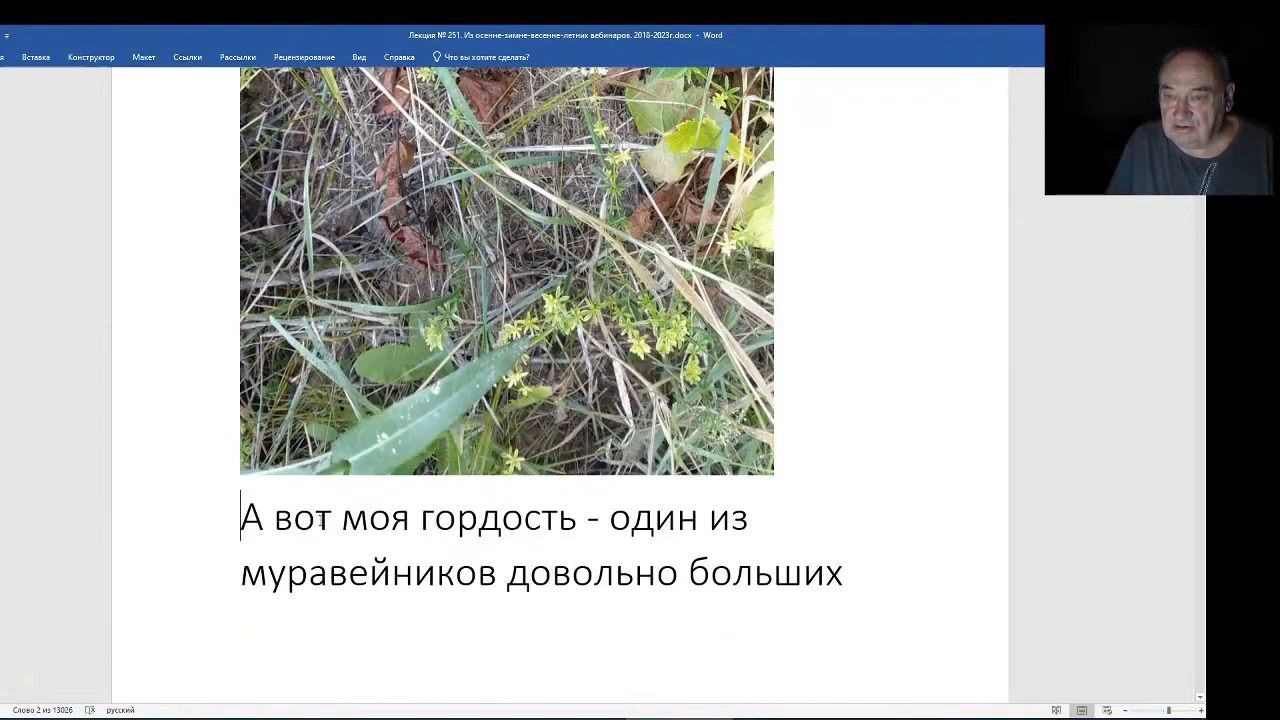 Лекция № 251. Из осенне-зимне-весенне-летних вебинаров. 2018-2023г.docx - Word
Вставка Конструктор Макет Ссылки Рассылки Рецензирование Вид Справка Что вы хотите сделать?
А вот моя гордость - один из
муравейников довольно больших
Слово 2 из 13026 русский